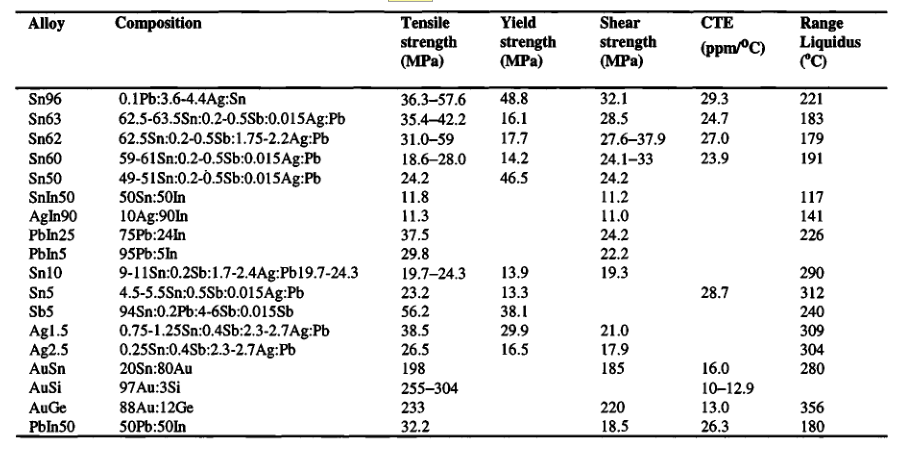 Alloy Composition Tensile strength (MPa) Yield strength (MPa) Shear strength (MPa) CTE (ppm/⁰C) Range Liquidus (⁰C)
Sn96 0.1Pb:3.6-4.4Ag:Sn 36.3–57.6 48.8 32.1 29.3 221
Sn63 62.5-63.5Sn:0.2-0.5Sb:0.015Ag:Pb 35.4–42.2 16.1 28.5 24.7 183
Sn62 62.5Sn:0.2-0.5Sb:1.75-2.2Ag:Pb 31.0–59 17.7 27.6–37.9 27.0 179
Sn60 59-61Sn:0.2-0.5Sb:0.015Ag:Pb 18.6–28.0 14.2 24.1–33 23.9 191
Sn50 49-51Sn:0.2-0.5Sb:0.015Ag:Pb 24.2 46.5 24.2
SnIn50 50Sn:50In 11.8 11.2 117
AgIn90 10Ag:90In 11.3 11.0 141
PbIn25 75Pb:24In 37.5 24.2 226
PbIn5 95Pb:5In 29.8 22.2
Sn10 9-11Sn:0.2Sb:1.7-2.4Ag:Pb19.7-24.3 19.7–24.3 13.9 19.3 290
Sn5 4.5-5.5Sn:0.5Sb:0.015Ag:Pb 23.2 13.3 28.7 312
Sb5 94Sn:0.2Pb:4-6Sb:0.015Sb 56.2 38.1 240
Ag1.5 0.75-1.25Sn:0.4Sb:2.3-2.7Ag:Pb 38.5 29.9 21.0 309
Ag2.5 0.25Sn:0.4Sb:2.3-2.7Ag:Pb 26.5 16.5 17.9 304
AuSn 20Sn:80Au 198 185 16.0 280
AuSi 97Au:3Si 255–304 10–12.9
AuGe 88Au:12Ge 233 220 13.0 356
PbIn50 50Pb:50In 32.2 18.5 26.3 180